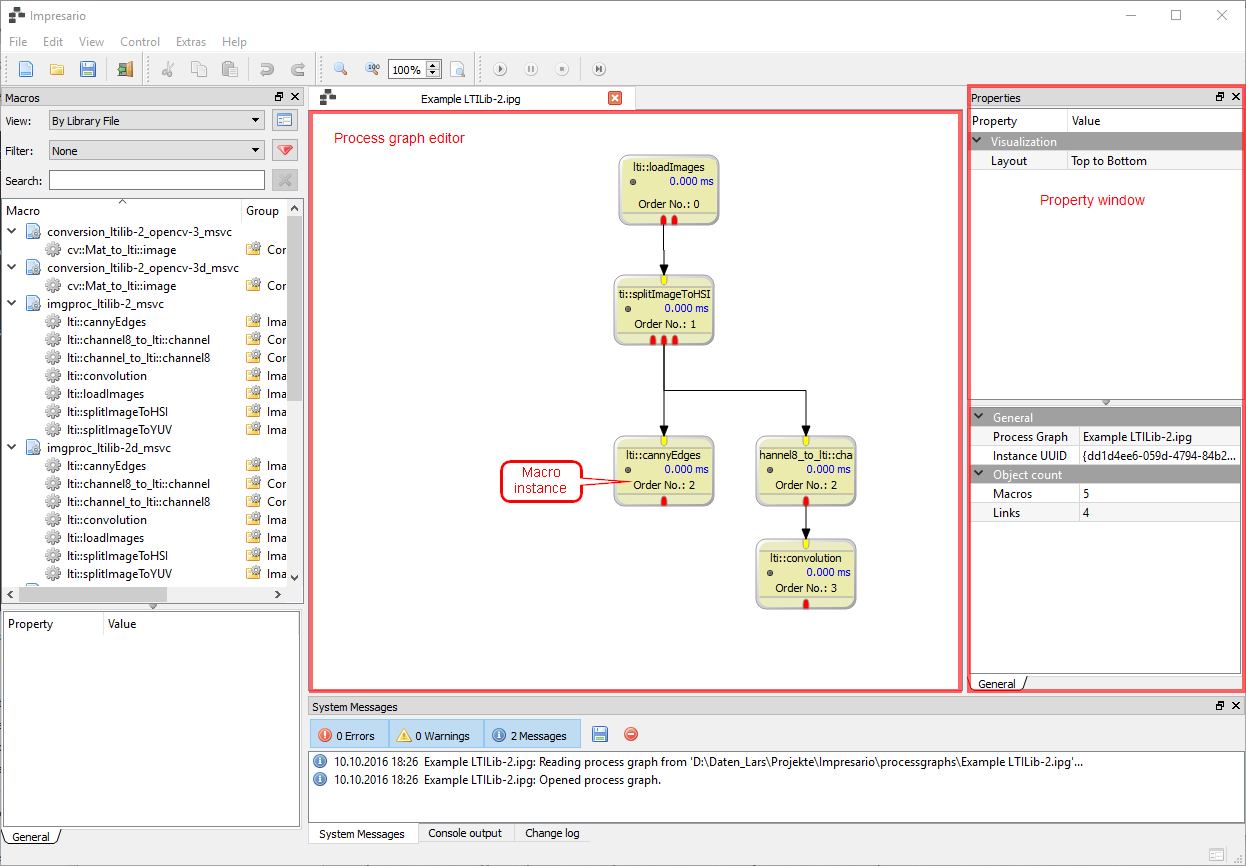 Impresario
File Edit View Control Extras Help
100 100%
Macros
View: By Library File
Filter: None
Search:
Macro Group
conversion_ltilib-2_opencv-3_msvc
cv::Mat_to_lti::image Cor
conversion_ltilib-2_opencv-3d_msvc
cv::Mat_to_lti::image Cor
imgproc_ltilib-2_msvc
lti::cannyEdges Ima
lti::channel8_to_lti::channel Cor
lti::channel_to_lti::channel8 Cor
lti::convolution Ima
lti::loadImages Ima
lti::splitImageToHSI Ima
lti::splitImageToYUV Ima
imgproc_ltilib-2d_msvc
lti::cannyEdges Ima
lti::channel8_to_lti::channel Cor
lti::channel_to_lti::channel8 Cor
lti::convolution Ima
lti::loadImages Ima
lti::splitImageToHSI Ima
lti::splitImageToYUV Ima
Property Value
General
Example LTILib-2.ipg
Process graph editor
lti::loadImages
0.000 ms
Order No.: 0
ti::splitImageToHSI
0.000 ms
Order No.: 1
lti::cannyEdges
0.000 ms
Order No.: 2
Macro
instance
hannel8_to_lti::cha
0.000 ms
Order No.: 2
lti::convolution
0.000 ms
Order No.: 3
Properties
Property Value
Visualization
Layout Top to Bottom
Property window
General
Process Graph Example LTILib-2.ipg
Instance UUID {dd1d4ee6-059d-4794-84b2...
Object count
Macros 5
Links 4
General
System Messages
0 Errors 0 Warnings 2 Messages
10.10.2016 18:26 Example LTILib-2.ipg: Reading process graph from 'D:\Daten_Lars\Projekte\Impresario\processgraphs\Example LTILib-2.ipg'...
10.10.2016 18:26 Example LTILib-2.ipg: Opened process graph.
System Messages Console output Change log